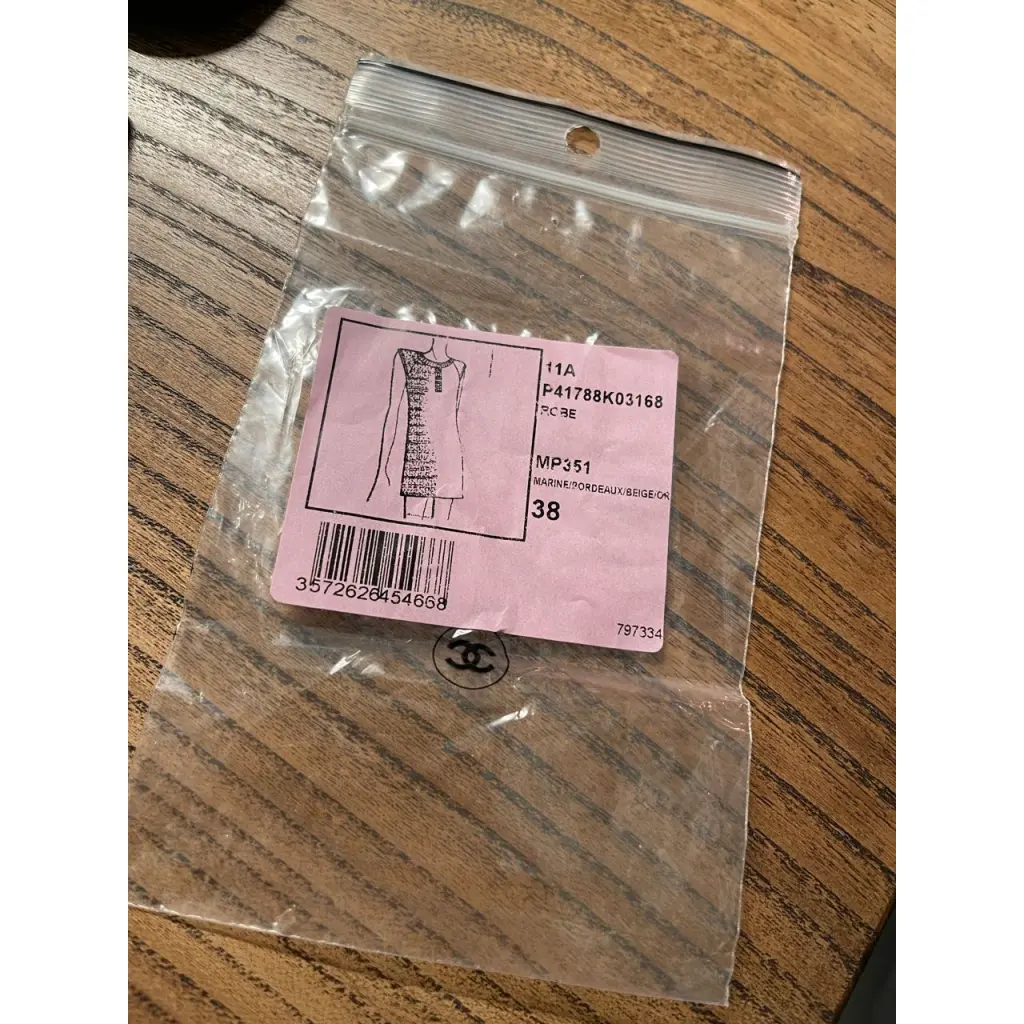 11A
P41788K03168
ROBE
MP351
MARINE/BORDEAUX/BEIGE/OR
38
3572626454668
797334